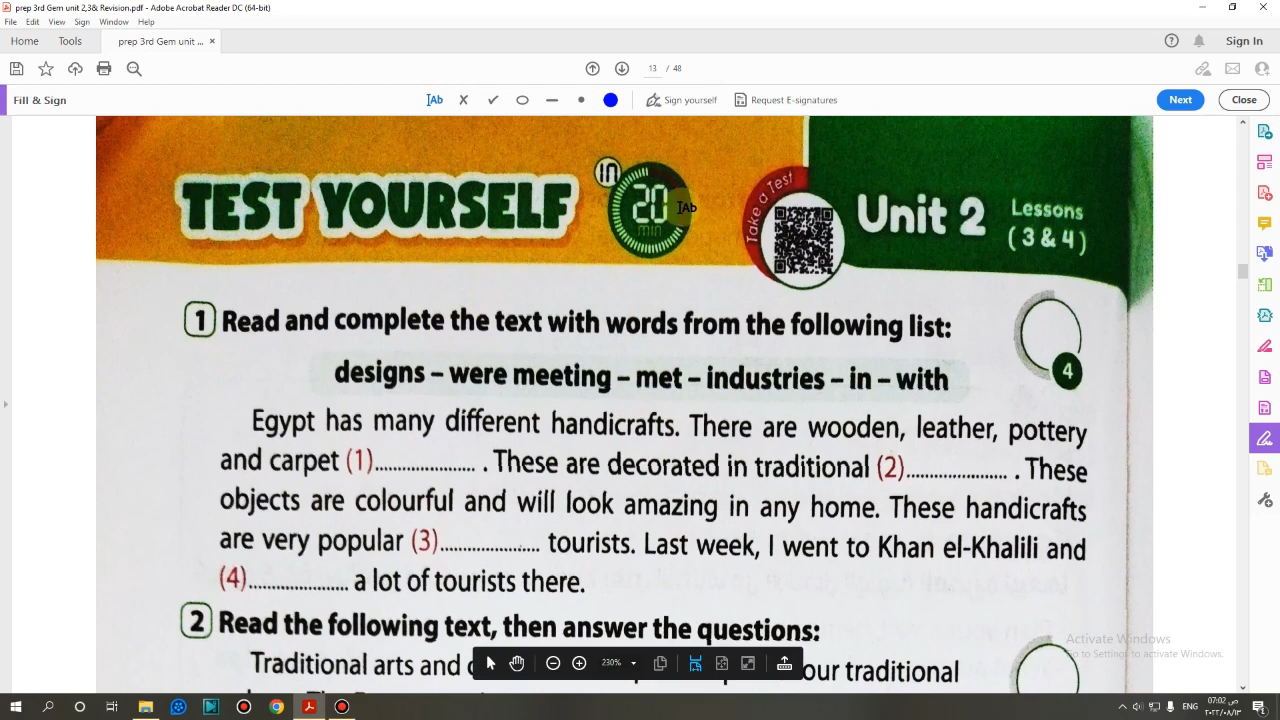 prep 3rd Gem unit 2,3& Revision.pdf - Adobe Acrobat Reader DC (64-bit)
File Edit View Sign Window Help
Home Tools prep 3rd Gem unit ... × Sign In
13 / 48
Fill & Sign Ab Sign yourself Request E-signatures Next Close
TEST YOURSELF in 20 min Ab
Take a Test
Unit 2 Lessons (3 & 4)
1 Read and complete the text with words from the following list:
4
designs – were meeting – met – industries – in – with
Egypt has many different handicrafts. There are wooden, leather, pottery
and carpet (1).................... . These are decorated in traditional (2).................... . These
objects are colourful and will look amazing in any home. These handicrafts
are very popular (3).................... tourists. Last week, I went to Khan el-Khalili and
(4).................... a lot of tourists there.
2 Read the following text, then answer the questions:
Activate Windows
Go to Settings to activate Windows.
Traditional arts and our traditional
230%
ENG 07:02 ص
٢٠٢٢/٠٨/١٣